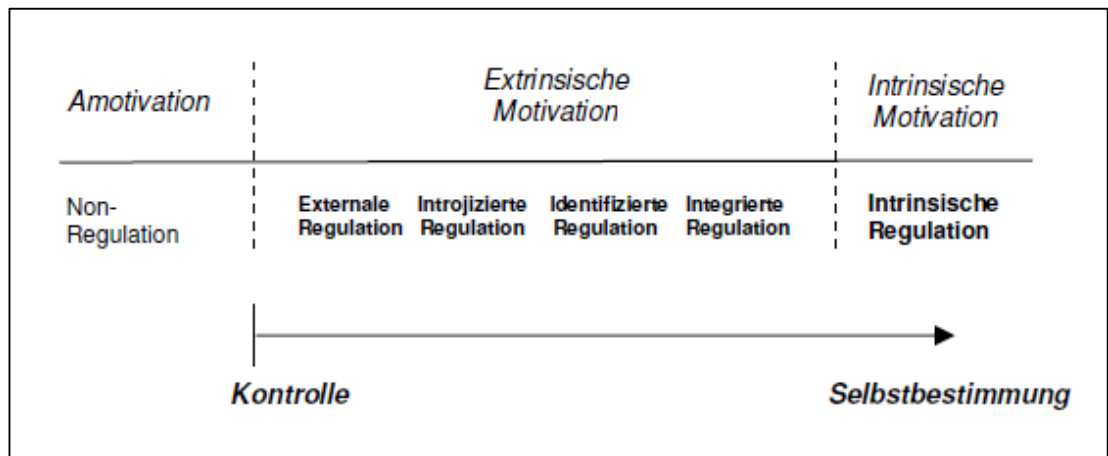 Amotivation
Extrinsische
Motivation
Intrinsische
Motivation
Non-
Regulation
Externale
Regulation
Introjizierte
Regulation
Identifizierte
Regulation
Integrierte
Regulation
Intrinsische
Regulation
Kontrolle
Selbstbestimmung